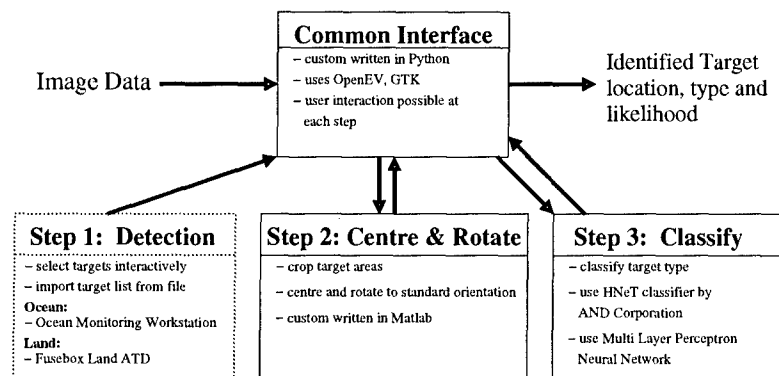 Common Interface
– custom written in Python
– uses OpenEV, GTK
– user interaction possible at
each step
Image Data
Identified Target
location, type and
likelihood
Step 1: Detection
– select targets interactively
– import target list from file
Ocean:
– Ocean Monitoring Workstation
Land:
– Fusebox Land ATD
Step 2: Centre & Rotate
– crop target areas
– centre and rotate to standard orientation
– custom written in Matlab
Step 3: Classify
– classify target type
– use HNeT classifier by
AND Corporation
– use Multi Layer Perceptron
Neural Network